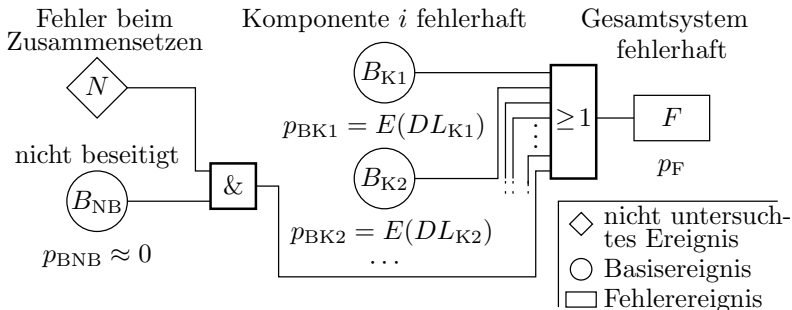 Fehler beim
Zusammensetzen
Komponente i fehlerhaft
Gesamtsystem
fehlerhaft
N
B_K1
p_BK1 = E(DL_K1)
≥1
F
p_F
nicht beseitigt
B_NB
&
B_K2
p_BNB ≈ 0
p_BK2 = E(DL_K2)
...
nicht untersuch-
tes Ereignis
Basisereignis
Fehlerereignis